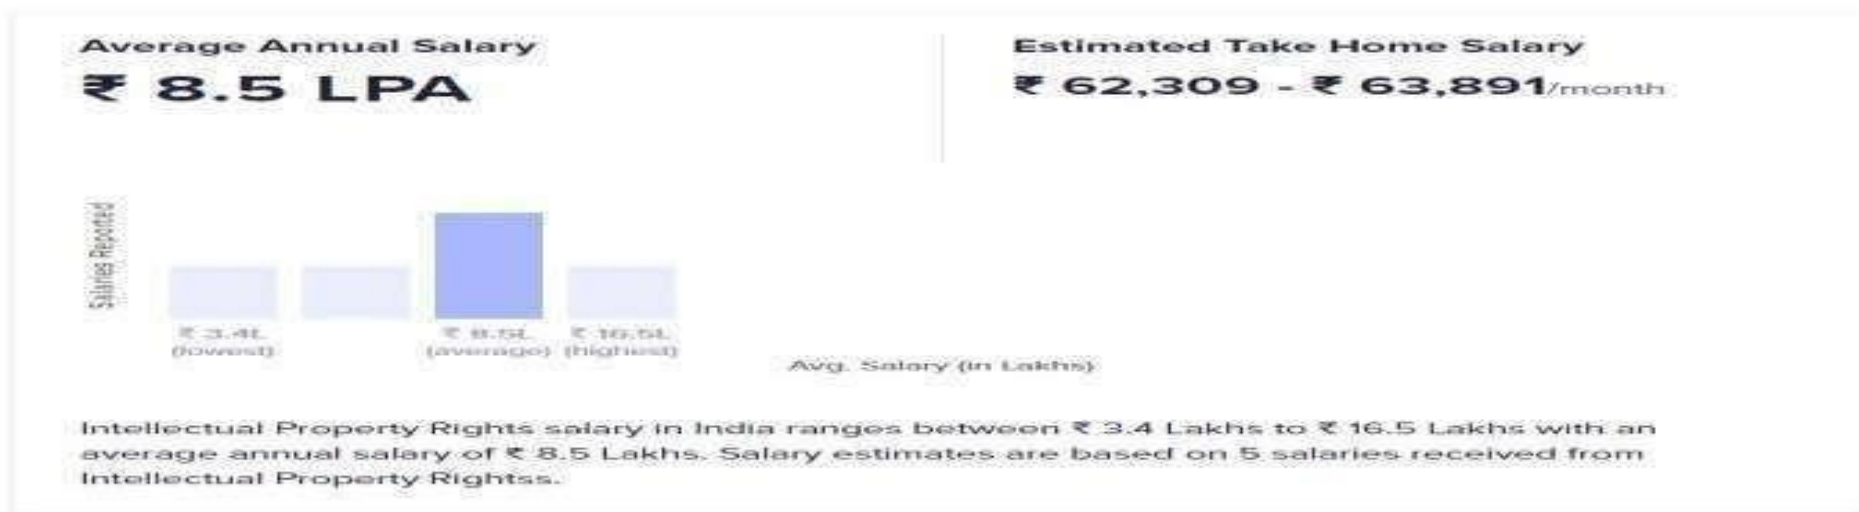 Average Annual Salary
₹ 8.5 LPA
Estimated Take Home Salary
₹ 62,309 - ₹ 63,891/month
Salaries Reported
₹ 3.4L
(lowest)
₹ 8.5L
(average)
₹ 16.5L
(highest)
Avg. Salary (in Lakhs)
Intellectual Property Rights salary in India ranges between ₹ 3.4 Lakhs to ₹ 16.5 Lakhs with an
average annual salary of ₹ 8.5 Lakhs. Salary estimates are based on 5 salaries received from
Intellectual Property Rightss.